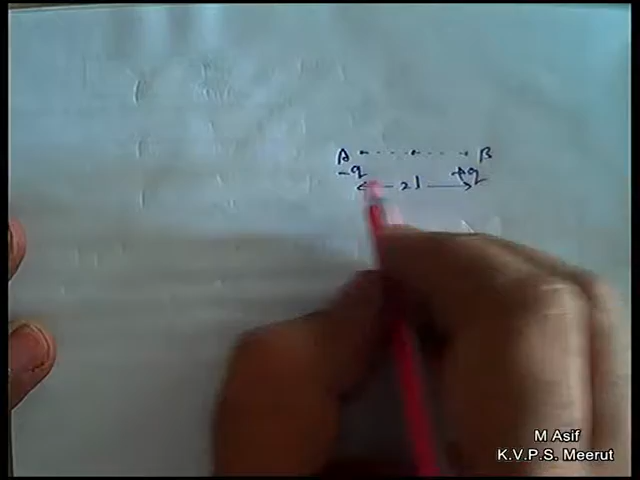 A B
-q +q
2l
M Asif
K.V.P.S. Meerut